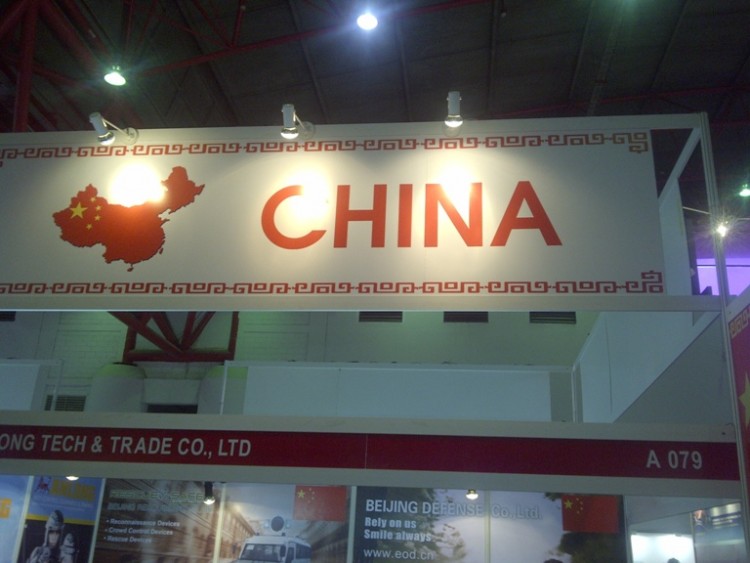 CHINA
ONG TECH & TRADE CO., LTD
A 079
BEIJING
• Reconnaissance Devices
• Crowd Control Devices
• Rescue Devices
BEIJING DEFENSE Co.,Ltd.
Rely on us
Smile always
www.eod.cn